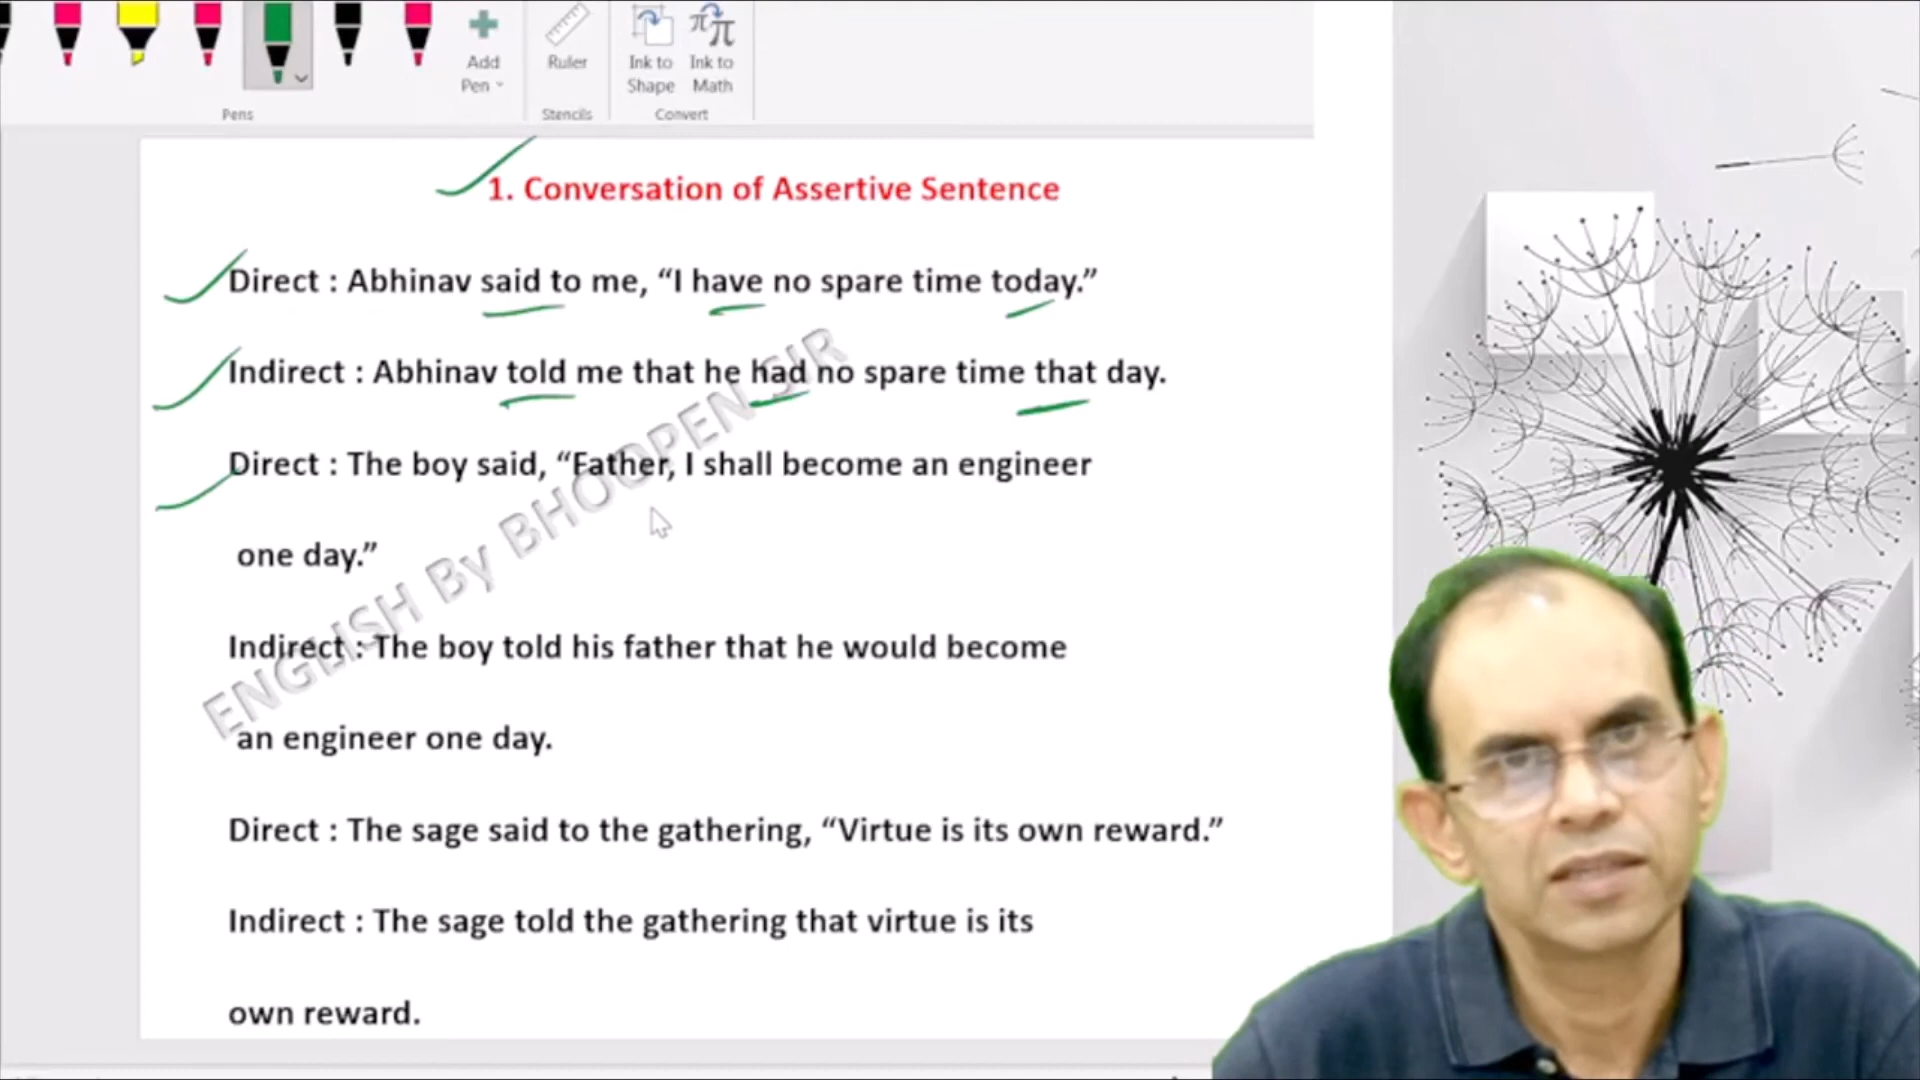 Add
Pen
Ruler
Ink to
Shape
Ink to
Math
Pens
Stencils
Convert
1. Conversation of Assertive Sentence
Direct : Abhinav said to me, “I have no spare time today.”
Indirect : Abhinav told me that he had no spare time that day.
Direct : The boy said, “Father, I shall become an engineer
one day.”
Indirect : The boy told his father that he would become
an engineer one day.
Direct : The sage said to the gathering, “Virtue is its own reward.”
Indirect : The sage told the gathering that virtue is its
own reward.
ENGLISH By BHOOPEN SIR